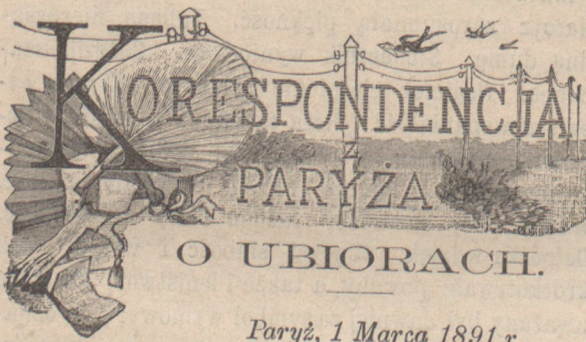 KORESPONDENCJA
Z
PARYŻA
O UBIORACH.
Paryż, 1 Marca 1891 r.